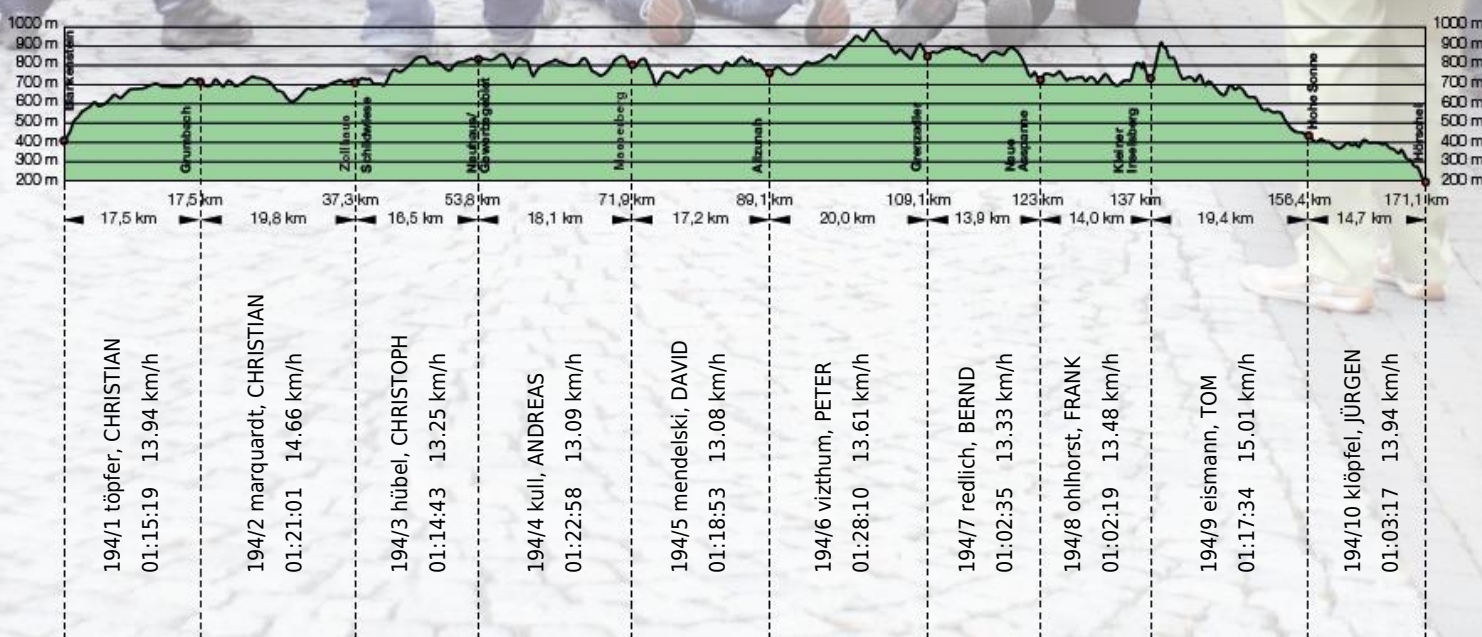 1000 m
900 m
800 m
700 m
600 m
500 m
400 m
300 m
200 m
1000 m
900 m
800 m
700 m
600 m
500 m
400 m
300 m
200 m
Blankenstein
Grumbach
Zollhaus
Schildwiese
Neuhaus/
Masserberg
Allzunah
Grenzadler
Neue
Ausspanne
Kleiner
Inselsberg
Hohe Sonne
Hörschel
17,5 km
37,3 km
53,8 km
71,9 km
89,1 km
109,1 km
123 km
137 km
156,4 km
171,1 km
17,5 km
19,8 km
16,5 km
18,1 km
17,2 km
20,0 km
13,9 km
14,0 km
19,4 km
14,7 km
194/1 töpfer, CHRISTIAN
01:15:19 13.94 km/h
194/2 marquardt, CHRISTIAN
01:21:01 14.66 km/h
194/3 hübel, CHRISTOPH
01:14:43 13.25 km/h
194/4 kull, ANDREAS
01:22:58 13.09 km/h
194/5 mendelski, DAVID
01:18:53 13.08 km/h
194/6 vizthum, PETER
01:28:10 13.61 km/h
194/7 redlich, BERND
01:02:35 13.33 km/h
194/8 ohlhorst, FRANK
01:02:19 13.48 km/h
194/9 eismann, TOM
01:17:34 15.01 km/h
194/10 klöpfel, JÜRGEN
01:03:17 13.94 km/h